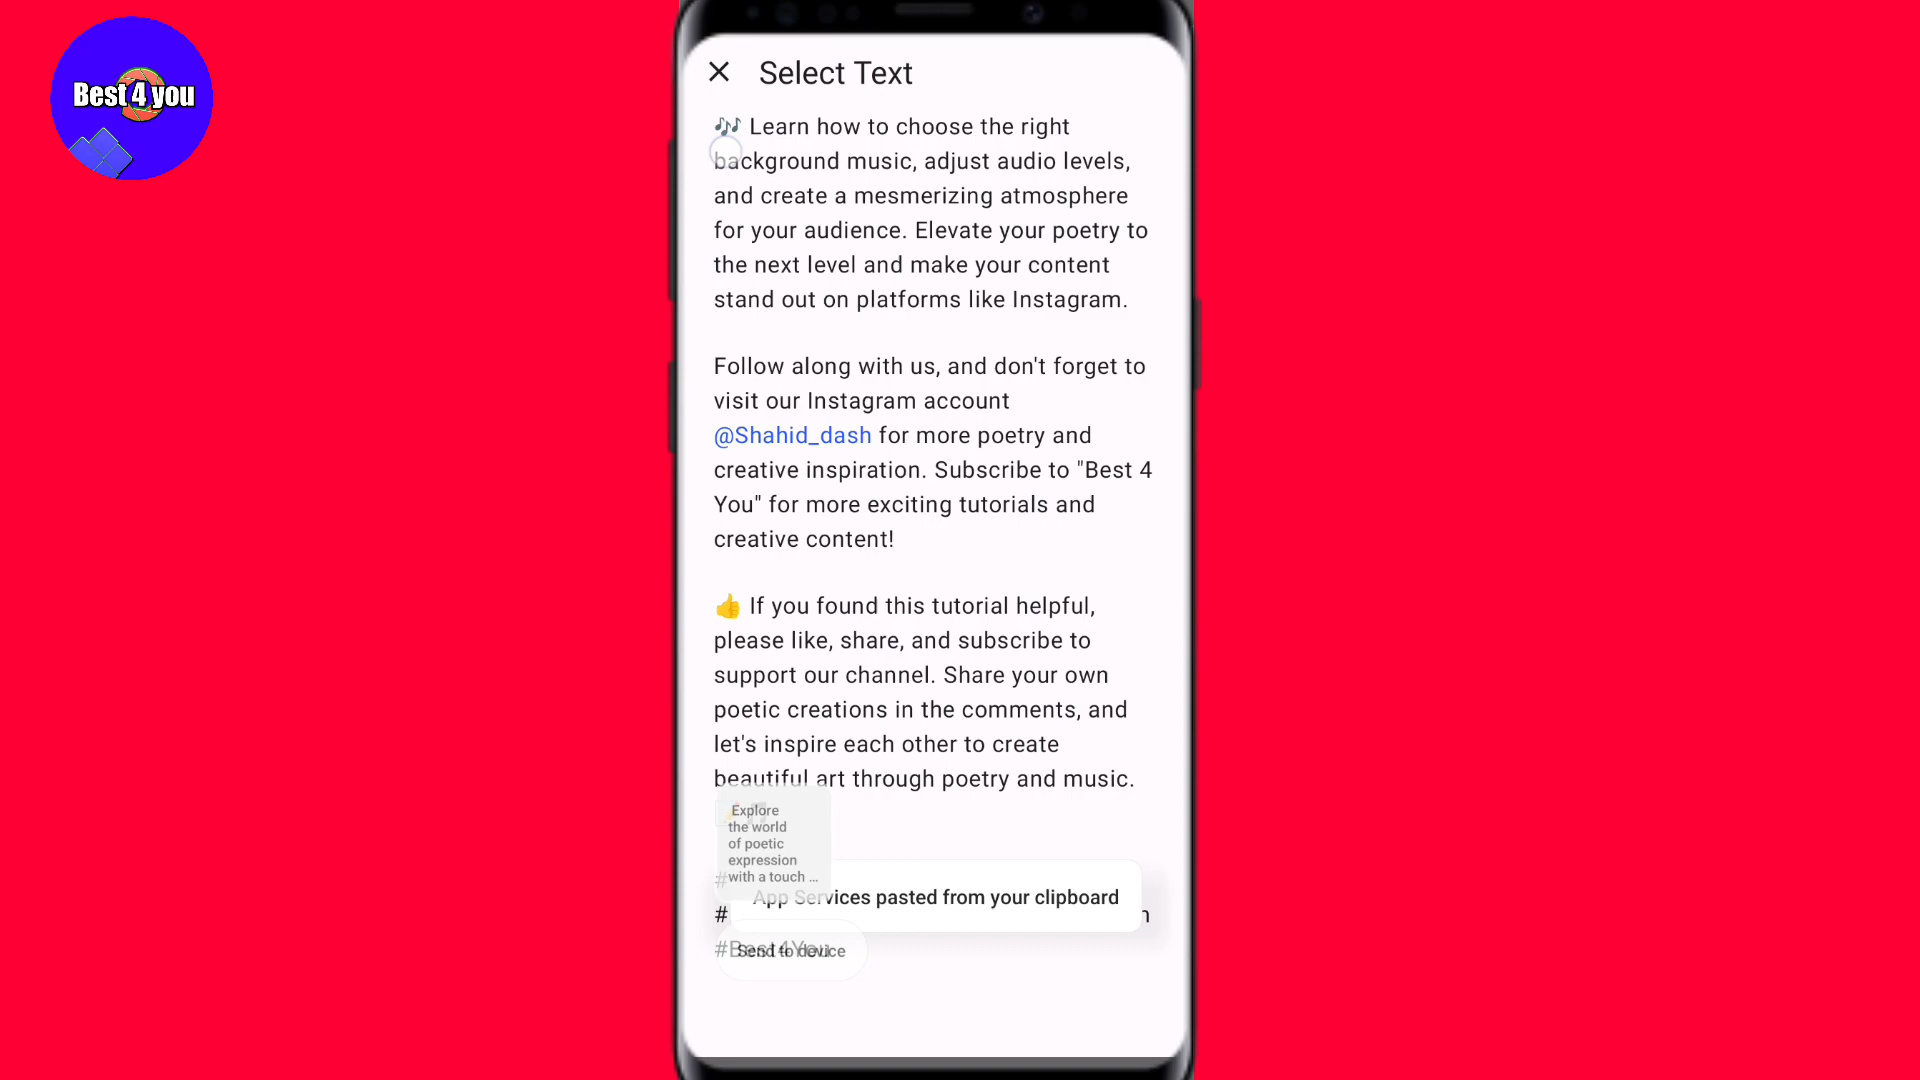 Best 4 you
Select Text
🎶 Learn how to choose the right
background music, adjust audio levels,
and create a mesmerizing atmosphere
for your audience. Elevate your poetry to
the next level and make your content
stand out on platforms like Instagram.
Follow along with us, and don't forget to
visit our Instagram account
@Shahid_dash for more poetry and
creative inspiration. Subscribe to "Best 4
You" for more exciting tutorials and
creative content!
👍 If you found this tutorial helpful,
please like, share, and subscribe to
support our channel. Share your own
poetic creations in the comments, and
let's inspire each other to create
beautiful art through poetry and music.
Explore
the world
of poetic
expression
with a touch ...
#
App Services pasted from your clipboard
#
#Best4You
Send to device